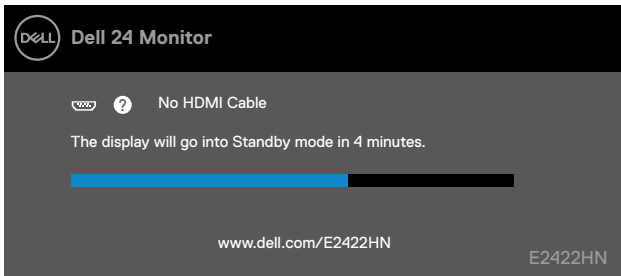 DELL Dell 24 Monitor
? No HDMI Cable
The display will go into Standby mode in 4 minutes.
www.dell.com/E2422HN
E2422HN